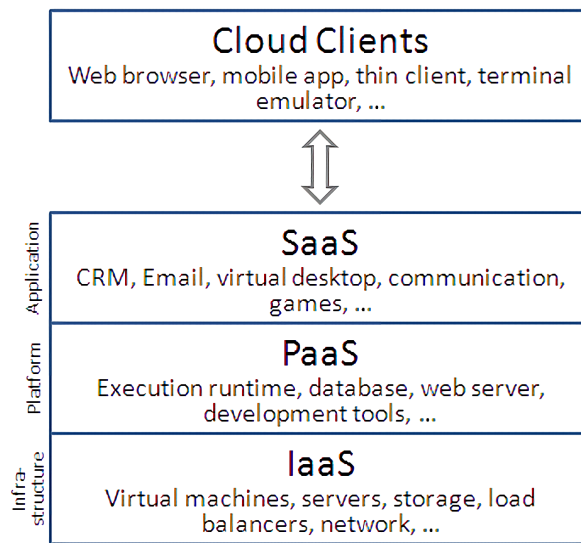 Cloud Clients
Web browser, mobile app, thin client, terminal
emulator, ...
Application
SaaS
CRM, Email, virtual desktop, communication,
games, ...
Platform
PaaS
Execution runtime, database, web server,
development tools, ...
Infra-
structure
IaaS
Virtual machines, servers, storage, load
balancers, network, ...